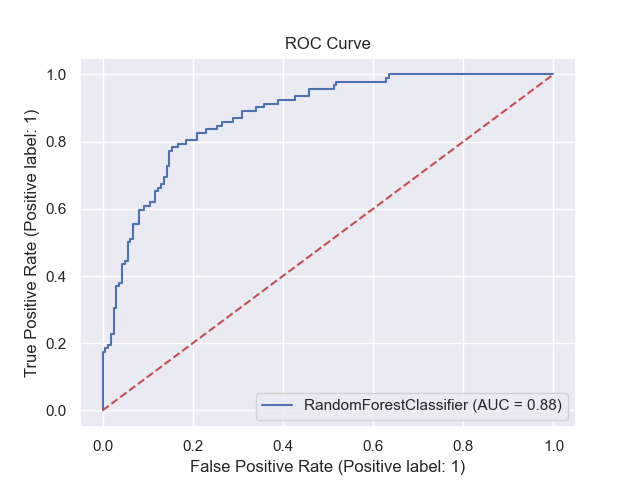 ROC Curve
True Positive Rate (Positive label: 1)
1.0
0.8
0.6
0.4
0.2
0.0
RandomForestClassifier (AUC = 0.88)
0.0 0.2 0.4 0.6 0.8 1.0
False Positive Rate (Positive label: 1)